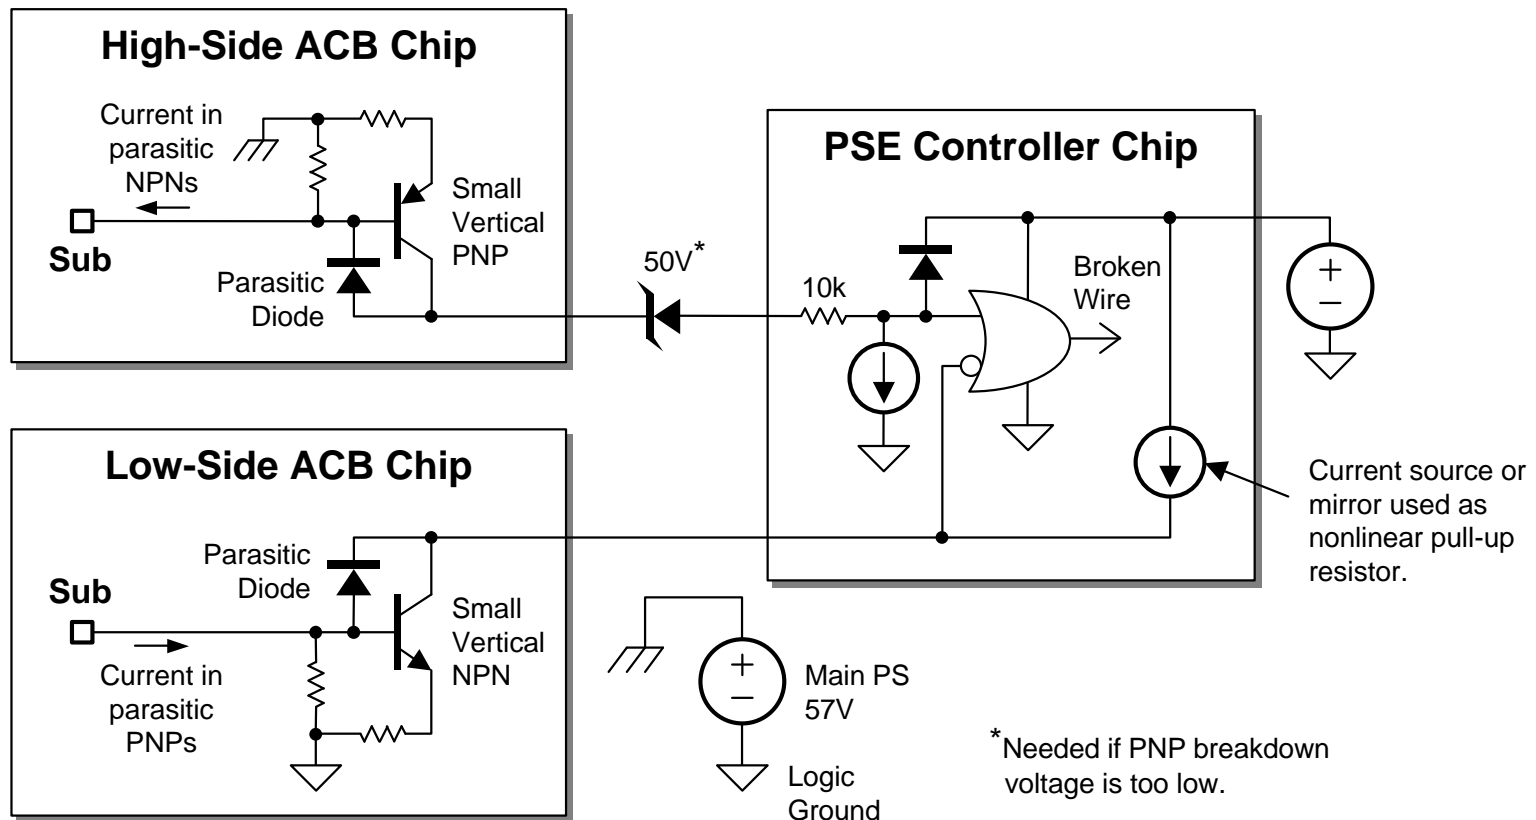 High-Side ACB Chip
Current in
parasitic
NPNs
Sub
Small
Vertical
PNP
Parasitic
Diode
50V*
PSE Controller Chip
10k
Broken
Wire
+
−
Current source or
mirror used as
nonlinear pull-up
resistor.
Low-Side ACB Chip
Parasitic
Diode
Sub
Current in
parasitic
PNPs
Small
Vertical
NPN
+
−
Main PS
57V
Logic
Ground
*Needed if PNP breakdown
voltage is too low.